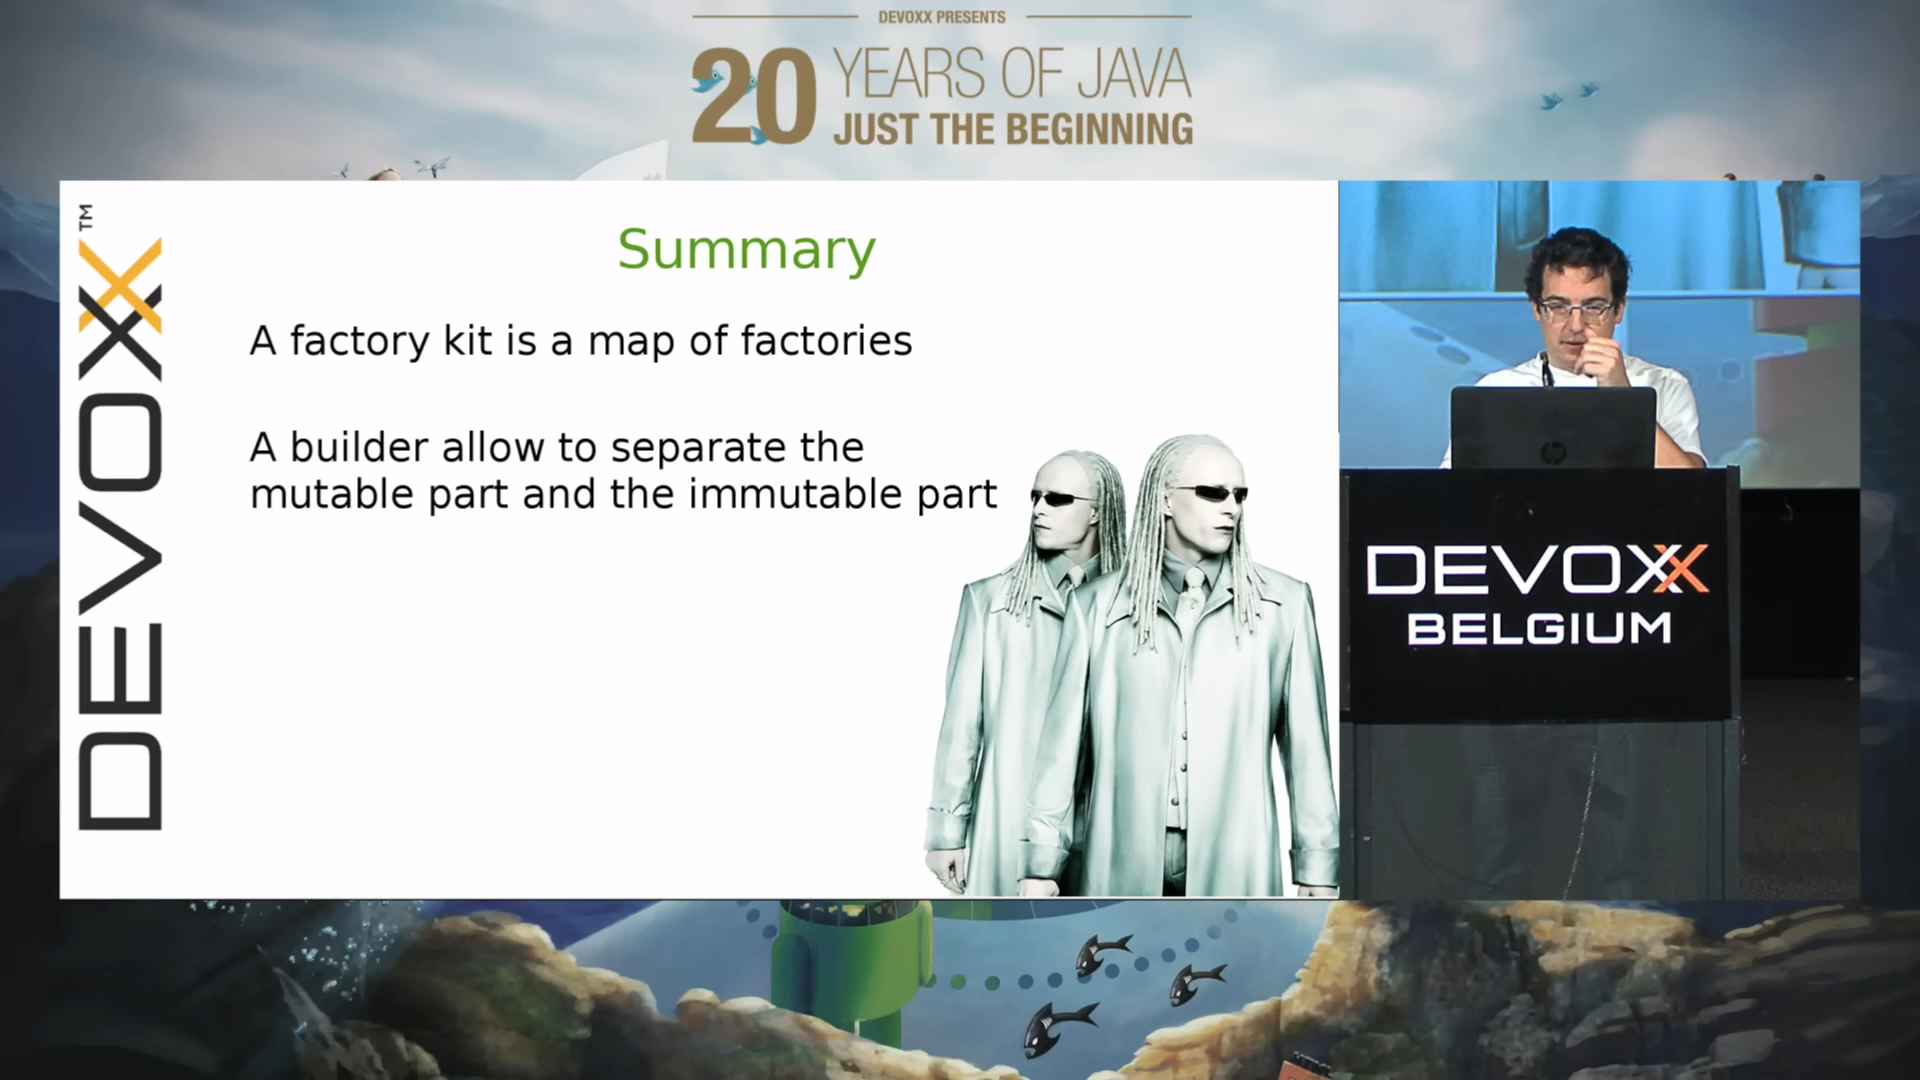 DEVOXX PRESENTS
20 YEARS OF JAVA
JUST THE BEGINNING
DEVOXX™
Summary
A factory kit is a map of factories
A builder allow to separate the
mutable part and the immutable part
hp
DEVOXX
BELGIUM